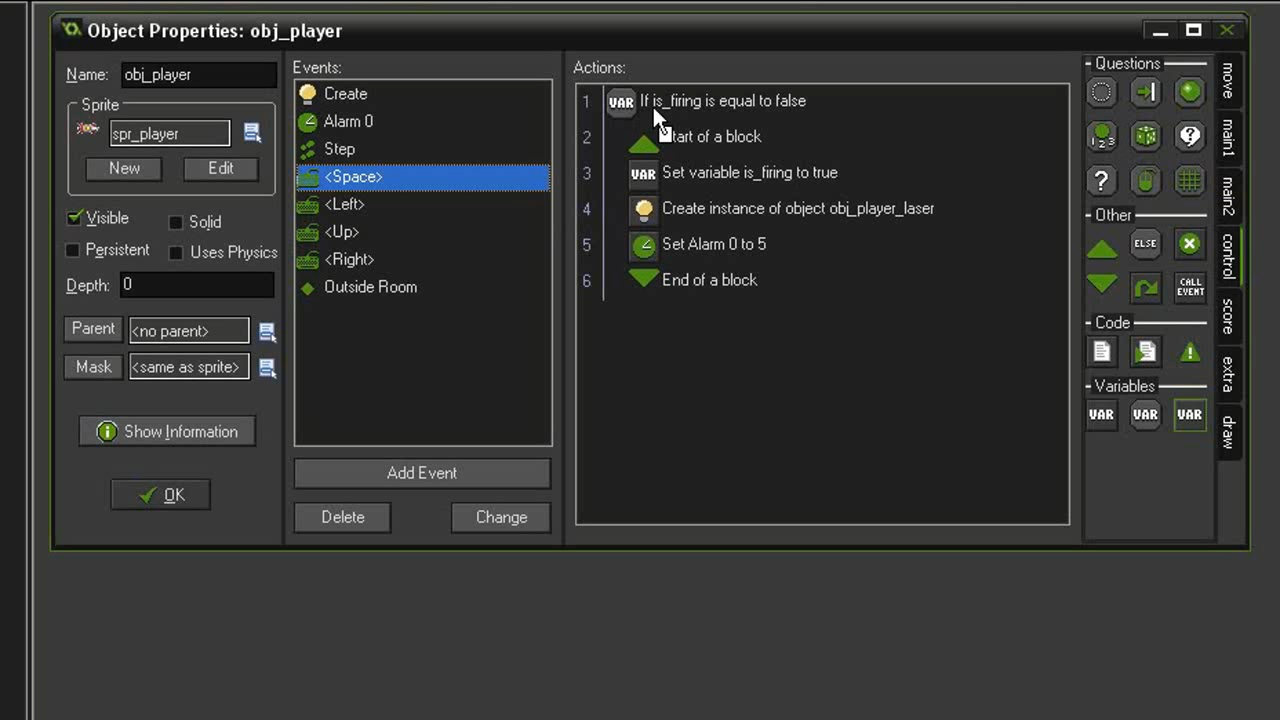 Object Properties: obj_player
Name: obj_player
Sprite
spr_player
New Edit
Visible Solid
Persistent Uses Physics
Depth: 0
Parent <no parent>
Mask <same as sprite>
Show Information
OK
Events:
Create
Alarm 0
Step
<Space>
<Left>
<Up>
<Right>
Outside Room
Add Event
Delete Change
Actions:
1 VAR If is_firing is equal to false
2 Start of a block
3 VAR Set variable is_firing to true
4 Create instance of object obj_player_laser
5 Set Alarm 0 to 5
6 End of a block
Questions
1 2 3 ?
?
Other
ELSE
CALL EVENT
Code
!
Variables
VAR VAR VAR
move
main1
main2
control
score
extra
draw